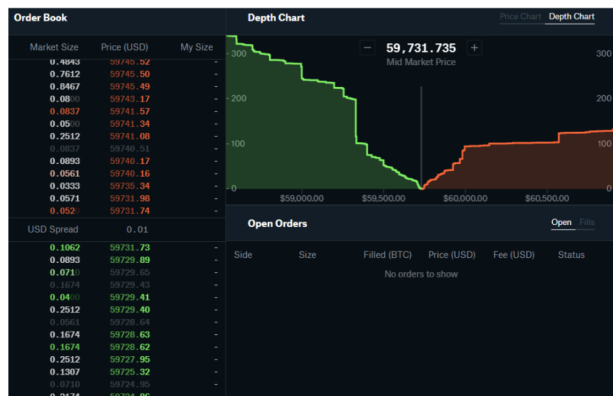 Order Book
Market Size Price (USD) My Size
0.4843 59745.52 -
0.7612 59745.50 -
0.8467 59745.49 -
0.0800 59743.17 -
0.0837 59741.57 -
0.0500 59741.34 -
0.2512 59741.08 -
0.0837 59740.51 -
0.0893 59740.17 -
0.0561 59740.16 -
0.0333 59735.34 -
0.0571 59731.98 -
0.0520 59731.74 -
USD Spread 0.01
0.1062 59731.73 -
0.0893 59729.89 -
0.0710 59729.65 -
0.1674 59729.43 -
0.0400 59729.41 -
0.2512 59729.40 -
0.0561 59728.64 -
0.1674 59728.63 -
0.1674 59728.62 -
0.2512 59727.95 -
0.1307 59725.32 -
0.0710 59724.95 -
0.2174 59724.86 -
Depth Chart
Price Chart Depth Chart
− 59,731.735 +
Mid Market Price
300 300
200 200
100 100
0 0
$59,000.00 $59,500.00 $60,000.00 $60,500.00
Open Orders
Open Fills
Side Size Filled (BTC) Price (USD) Fee (USD) Status
No orders to show